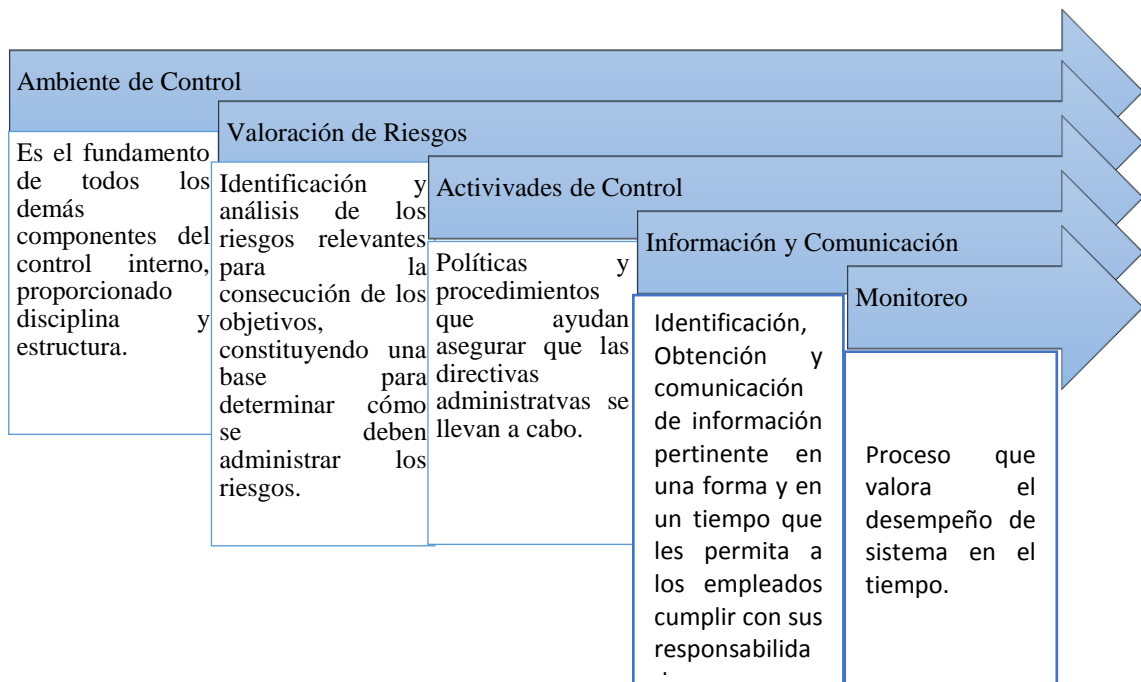 Ambiente de Control
Es el fundamento
de todos los
demás
componentes del
control interno,
proporcionado
disciplina y
estructura.
Valoración de Riesgos
Identificación y
análisis de los
riesgos relevantes
para la
consecución de los
objetivos,
constituyendo una
base para
determinar cómo
se deben
administrar los
riesgos.
Activivades de Control
Políticas y
procedimientos
que ayudan
asegurar que las
directivas
administratvas se
llevan a cabo.
Información y Comunicación
Identificación,
Obtención y
comunicación
de información
pertinente en
una forma y en
un tiempo que
les permita a
los empleados
cumplir con sus
responsabilida
Monitoreo
Proceso que
valora el
desempeño de
sistema en el
tiempo.